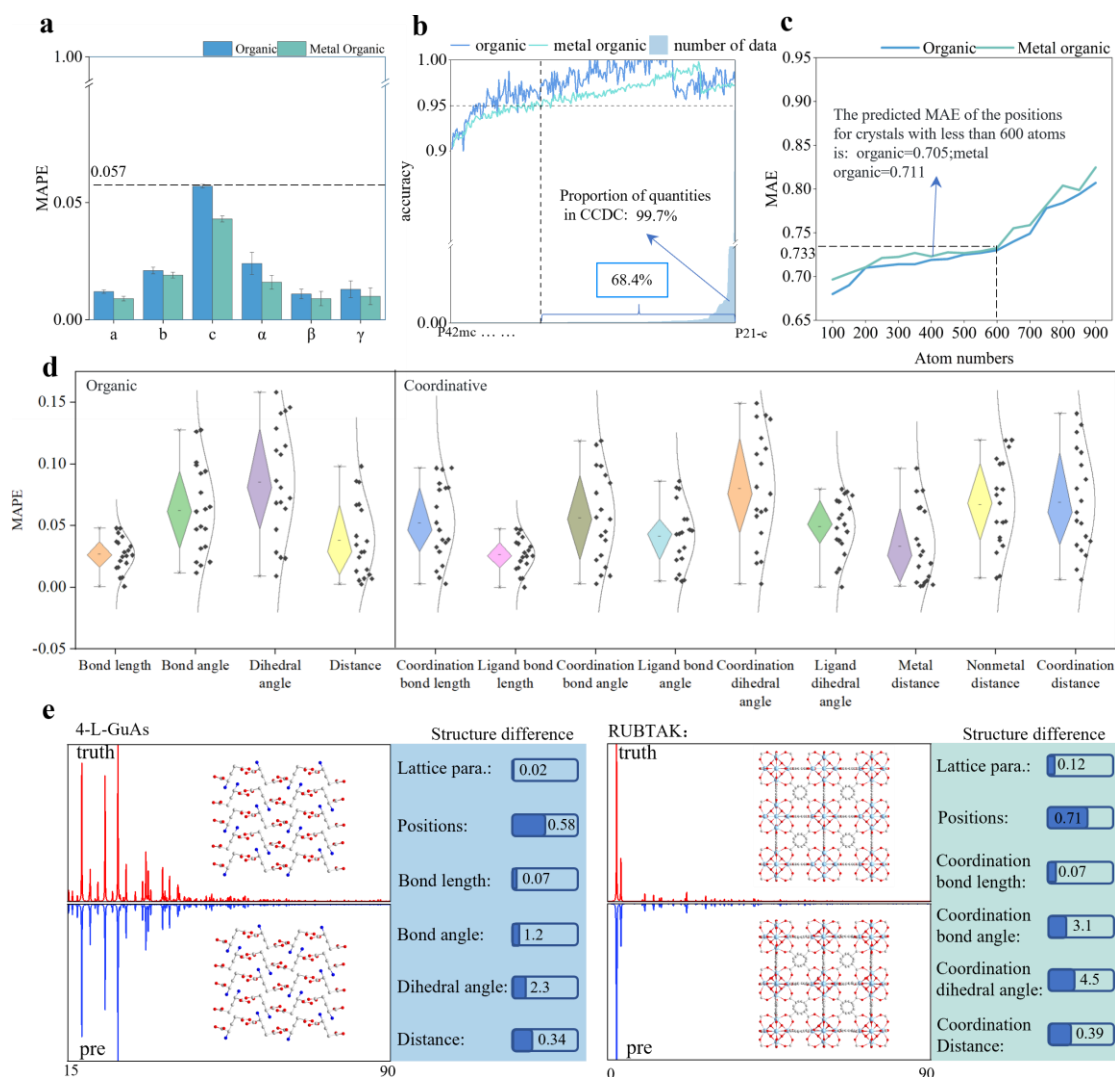 a
Organic
Metal Organic
1.00
0.057
0.05
0.00
MAPE
a
b
c
α
β
γ
b
organic
metal organic
number of data
1.00
0.95
0.9
0.00
accuracy
Proportion of quantities
in CCDC: 99.7%
68.4%
P42mc ... ...
P21-c
c
Organic
Metal organic
0.95
0.90
0.85
0.80
0.75
0.733
0.70
0.65
MAE
The predicted MAE of the positions
for crystals with less than 600 atoms
is: organic=0.705;metal
organic=0.711
100 200 300 400 500 600 700 800 900
Atom numbers
d
Organic
Coordinative
0.15
0.10
0.05
0.00
-0.05
MAPE
Bond length
Bond angle
Dihedral
angle
Distance
Coordination
bond length
Ligand bond
length
Coordination
bond angle
Ligand bond
angle
Coordination
dihedral angle
Ligand
dihedral angle
Metal
distance
Nonmetal
distance
Coordination
distance
e
4-L-GuAs
truth
pre
15
90
Structure difference
Lattice para.: 0.02
Positions: 0.58
Bond length: 0.07
Bond angle: 1.2
Dihedral angle: 2.3
Distance: 0.34
RUBTAK:
truth
pre
0
90
Structure difference
Lattice para.: 0.12
Positions: 0.71
Coordination
bond length: 0.07
Coordination
bond angle: 3.1
Coordination
dihedral angle: 4.5
Coordination
Distance: 0.39